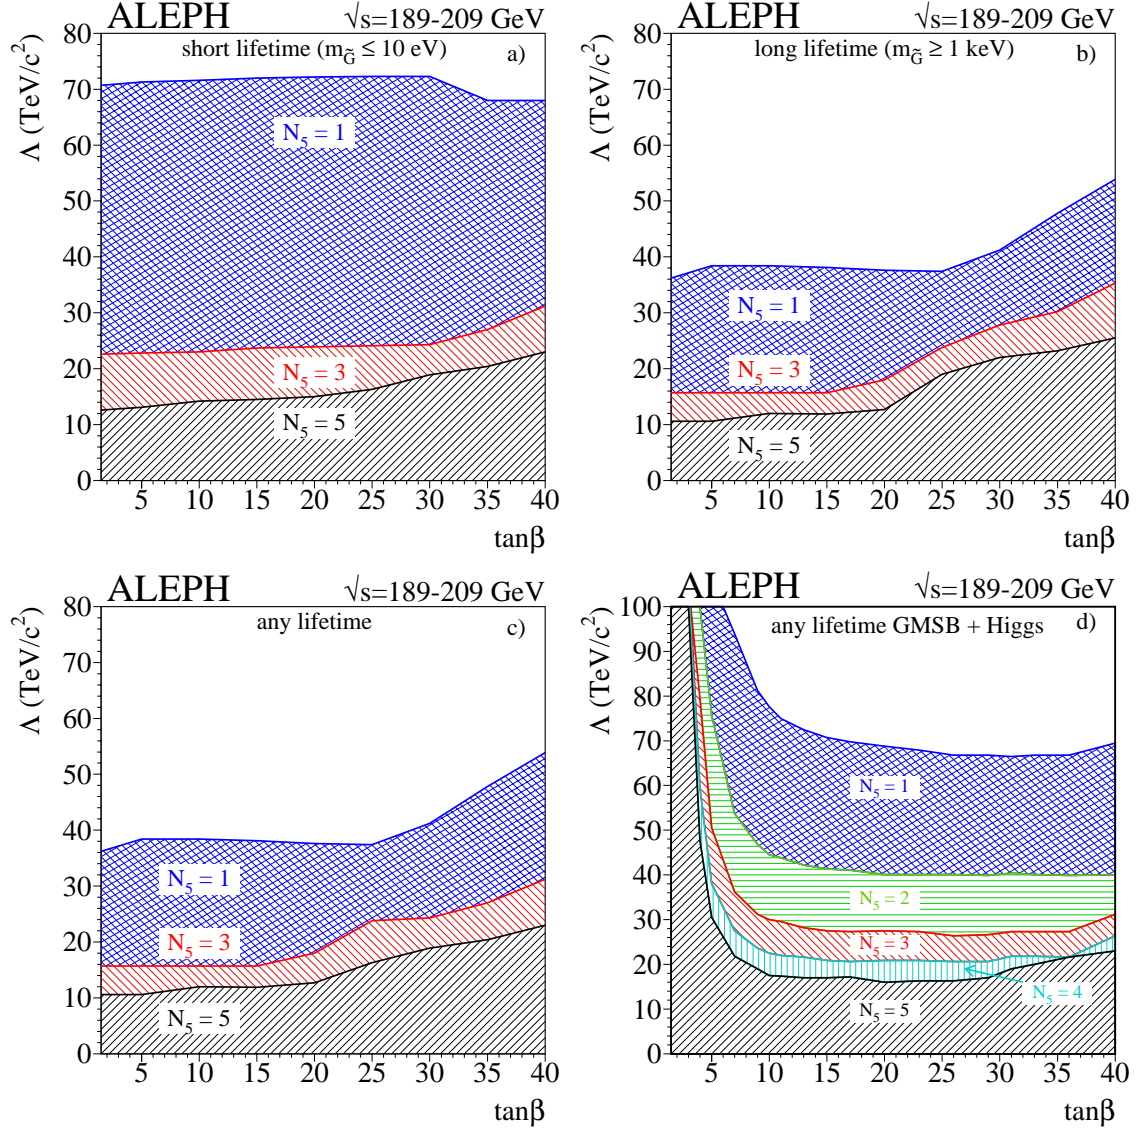 ALEPH √s=189-209 GeV
short lifetime (m_G̃ ≤ 10 eV) a)
Λ (TeV/c²)
80
70
60
50
40
30
20
10
0
N₅ = 1
N₅ = 3
N₅ = 5
5 10 15 20 25 30 35 40
tanβ
ALEPH √s=189-209 GeV
long lifetime (m_G̃ ≥ 1 keV) b)
Λ (TeV/c²)
80
70
60
50
40
30
20
10
0
N₅ = 1
N₅ = 3
N₅ = 5
5 10 15 20 25 30 35 40
tanβ
ALEPH √s=189-209 GeV
any lifetime c)
Λ (TeV/c²)
80
70
60
50
40
30
20
10
0
N₅ = 1
N₅ = 3
N₅ = 5
5 10 15 20 25 30 35 40
tanβ
ALEPH √s=189-209 GeV
any lifetime GMSB + Higgs d)
Λ (TeV/c²)
100
90
80
70
60
50
40
30
20
10
0
N₅ = 1
N₅ = 2
N₅ = 3
N₅ = 4
N₅ = 5
5 10 15 20 25 30 35 40
tanβ